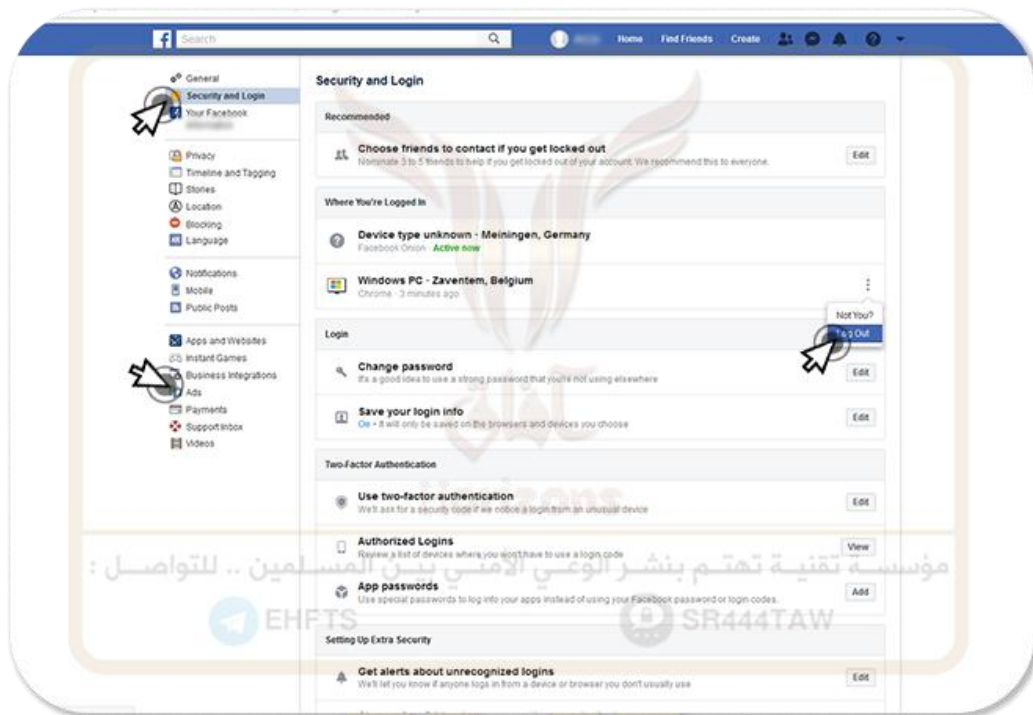 Search
Home Find Friends Create
General
Security and Login
Your Facebook
Privacy
Timeline and Tagging
Stories
Location
Blocking
Language
Notifications
Mobile
Public Posts
Apps and Websites
Instant Games
Business Integrations
Ads
Payments
Support Inbox
Videos
Security and Login
Recommended
Choose friends to contact if you get locked out
Nominate 3 to 5 friends to help if you get locked out of your account. We recommend this to everyone.
Edit
Where You're Logged In
Device type unknown · Meiningen, Germany
Facebook Onion · Active now
Windows PC · Zaventem, Belgium
Chrome · 3 minutes ago
Not You?
Log Out
Login
Change password
It's a good idea to use a strong password that you're not using elsewhere
Edit
Save your login info
On • It will only be saved on the browsers and devices you choose
Edit
Two-Factor Authentication
Use two-factor authentication
We'll ask for a security code if we notice a login from an unusual device
Edit
Authorized Logins
Review a list of devices where you won't have to use a login code
View
App passwords
Use special passwords to log into your apps instead of using your Facebook password or login codes.
Add
Setting Up Extra Security
Get alerts about unrecognized logins
We'll let you know if anyone logs in from a device or browser you don't usually use
Edit
آفاق
Horizons
مؤسسة تقنية تهتم بنشر الوعي الأمني بين المسلمين .. للتواصل :
EHFTS
SR444TAW